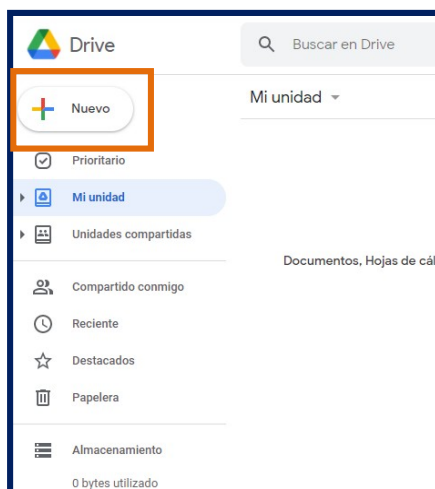 Drive
Buscar en Drive
Nuevo
Mi unidad
Prioritario
Mi unidad
Unidades compartidas
Documentos, Hojas de cál
Compartido conmigo
Reciente
Destacados
Papelera
Almacenamiento
0 bytes utilizado